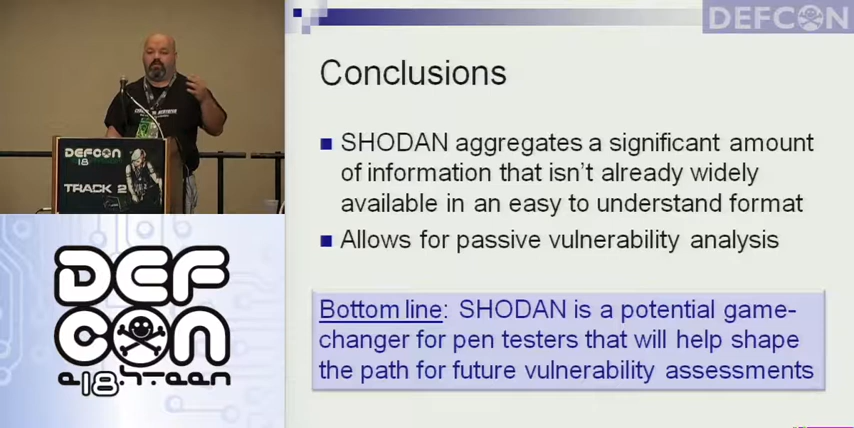 DEFCON
Conclusions
SHODAN aggregates a significant amount
of information that isn't already widely
available in an easy to understand format
Allows for passive vulnerability analysis
Bottom line: SHODAN is a potential game-
changer for pen testers that will help shape
the path for future vulnerability assessments
DEFCON
18
TRACK 2
DEF
CON
e18hteen